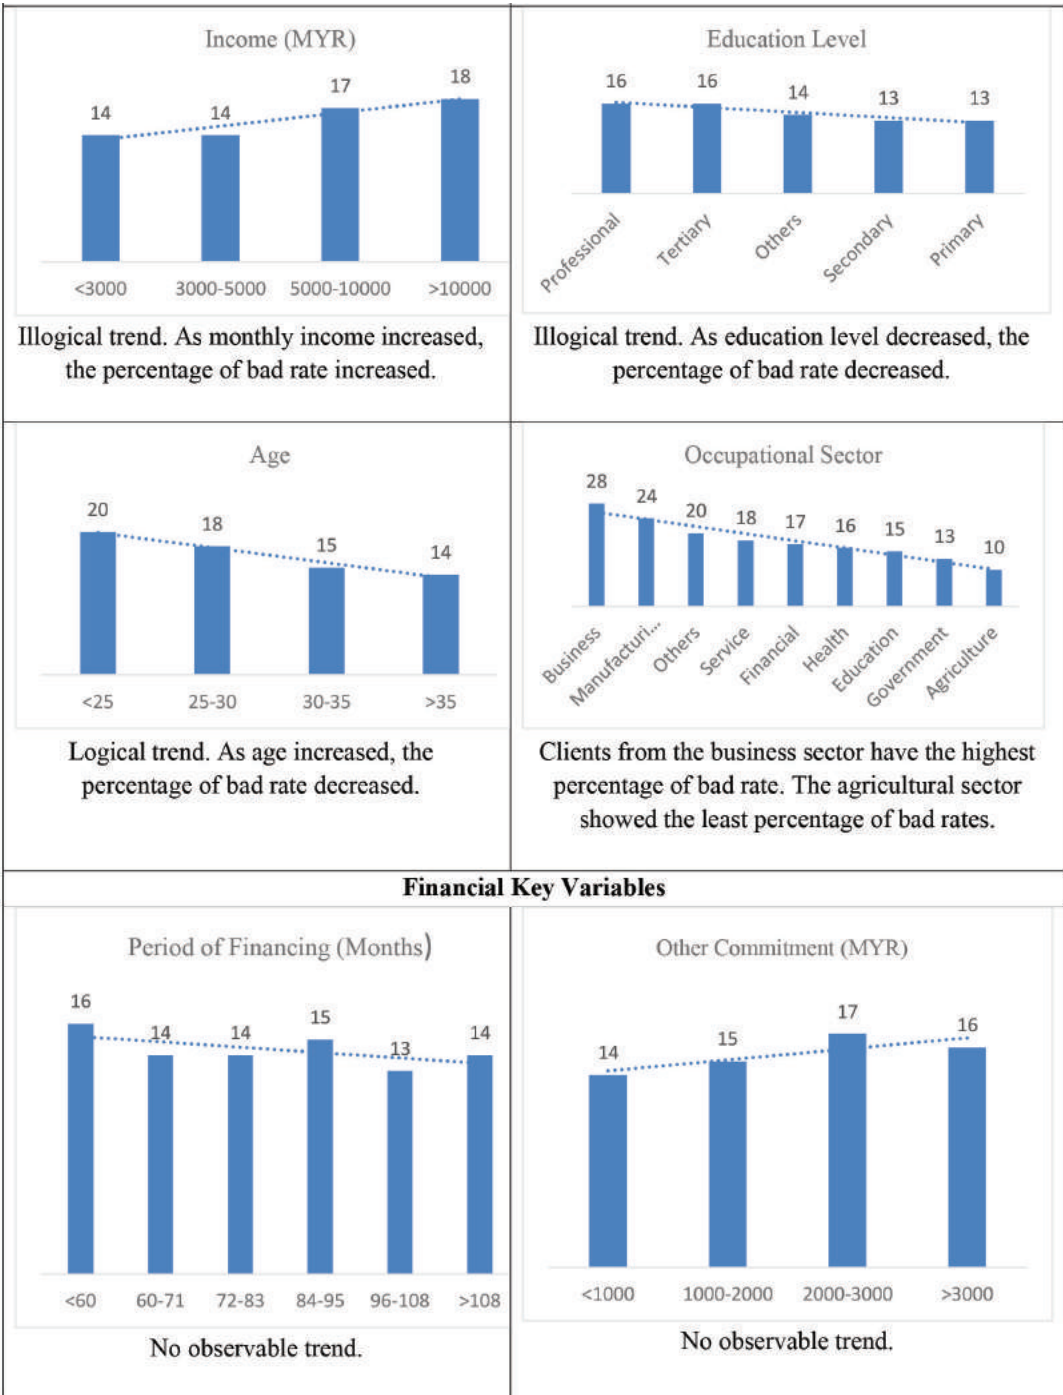 Income (MYR)
14
14
17
18
<3000
3000-5000
5000-10000
>10000
Illogical trend. As monthly income increased,
the percentage of bad rate increased.
Education Level
16
16
14
13
13
Professional
Tertiary
Others
Secondary
Primary
Illogical trend. As education level decreased, the
percentage of bad rate decreased.
Age
20
18
15
14
<25
25-30
30-35
>35
Logical trend. As age increased, the
percentage of bad rate decreased.
Occupational Sector
28
24
20
18
17
16
15
13
10
Business
Manufacturi...
Others
Service
Financial
Health
Education
Government
Agriculture
Clients from the business sector have the highest
percentage of bad rate. The agricultural sector
showed the least percentage of bad rates.
Financial Key Variables
Period of Financing (Months)
16
14
14
15
13
14
<60
60-71
72-83
84-95
96-108
>108
No observable trend.
Other Commitment (MYR)
14
15
17
16
<1000
1000-2000
2000-3000
>3000
No observable trend.